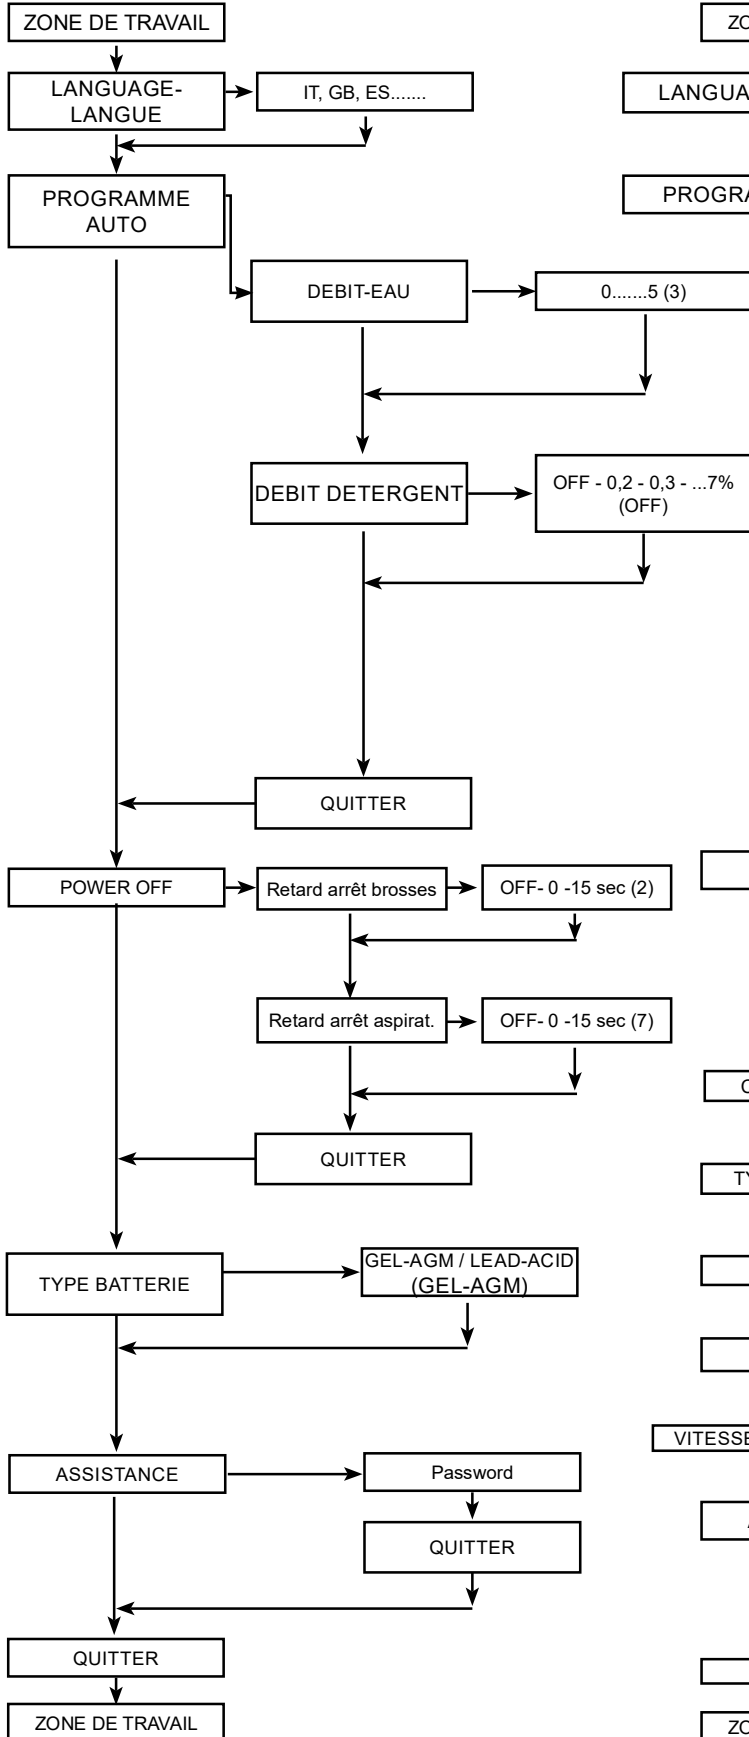 ZONE DE TRAVAIL
LANGUAGE-
LANGUE
IT, GB, ES.......
PROGRAMME
AUTO
DEBIT-EAU
0.......5 (3)
DEBIT DETERGENT
OFF - 0,2 - 0,3 - ...7%
(OFF)
QUITTER
POWER OFF
Retard arrêt brosses
OFF- 0 -15 sec (2)
Retard arrêt aspirat.
OFF- 0 -15 sec (7)
QUITTER
TYPE BATTERIE
GEL-AGM / LEAD-ACID
(GEL-AGM)
ASSISTANCE
Password
QUITTER
QUITTER
ZONE DE TRAVAIL
LANGUA
PROGRA
VITESSE